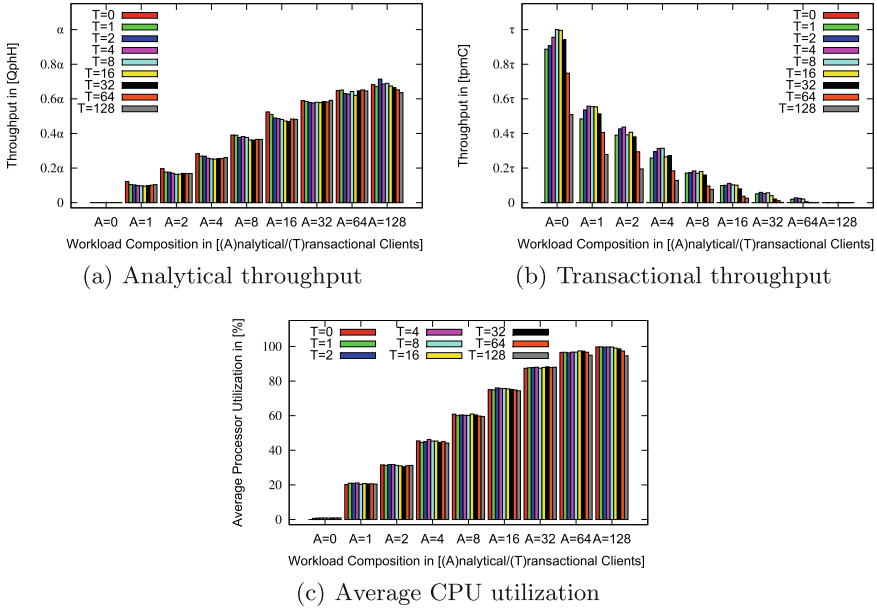 Throughput in [QphH]
α
0.8α
0.6α
0.4α
0.2α
0
T=0
T=1
T=2
T=4
T=8
T=16
T=32
T=64
T=128
A=0 A=1 A=2 A=4 A=8 A=16 A=32 A=64 A=128
Workload Composition in [(A)nalytical/(T)ransactional Clients]
(a) Analytical throughput
Throughput in [tpmC]
τ
0.8τ
0.6τ
0.4τ
0.2τ
0
T=0
T=1
T=2
T=4
T=8
T=16
T=32
T=64
T=128
A=0 A=1 A=2 A=4 A=8 A=16 A=32 A=64 A=128
Workload Composition in [(A)nalytical/(T)ransactional Clients]
(b) Transactional throughput
Average Processor Utilization in [%]
100
80
60
40
20
0
T=0 T=4 T=32
T=1 T=8 T=64
T=2 T=16 T=128
A=0 A=1 A=2 A=4 A=8 A=16 A=32 A=64 A=128
Workload Composition in [(A)nalytical/(T)ransactional Clients]
(c) Average CPU utilization